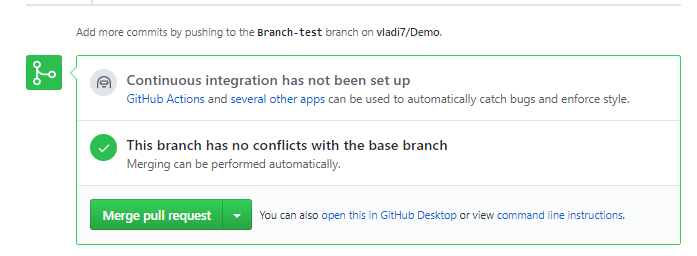 Add more commits by pushing to the Branch-test branch on vladi7/Demo.
Continuous integration has not been set up
GitHub Actions and several other apps can be used to automatically catch bugs and enforce style.
This branch has no conflicts with the base branch
Merging can be performed automatically.
Merge pull request You can also open this in GitHub Desktop or view command line instructions.